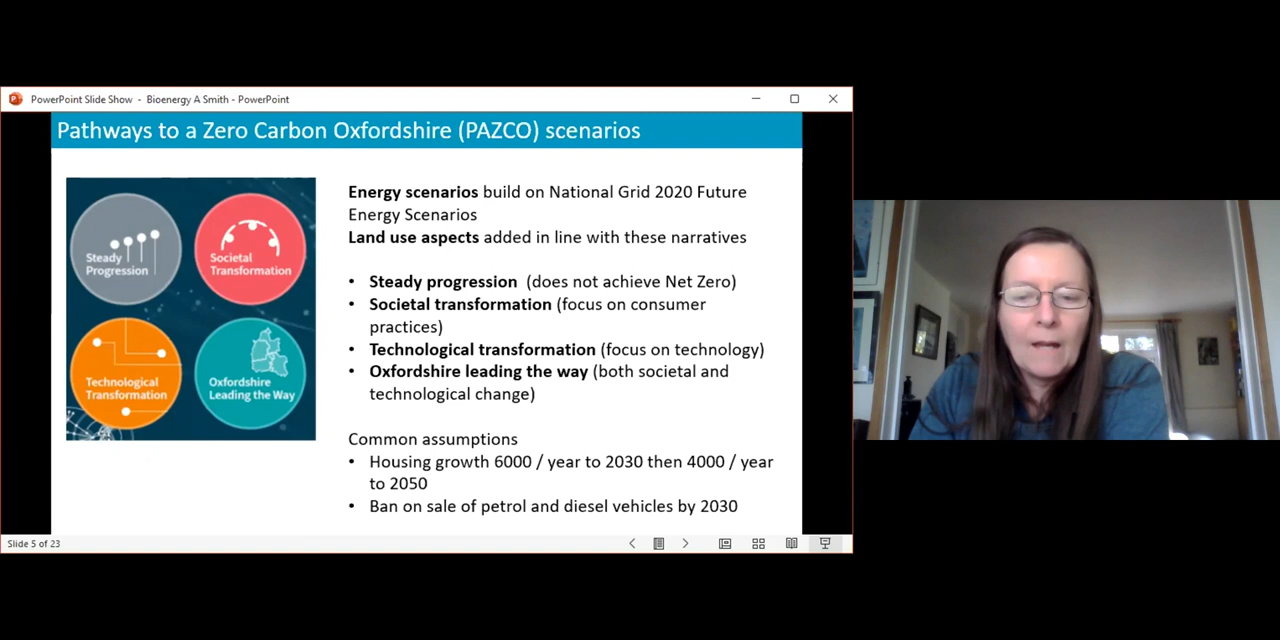 PowerPoint Slide Show - Bioenergy A Smith - PowerPoint
Pathways to a Zero Carbon Oxfordshire (PAZCO) scenarios
Steady
Progression
Societal
Transformation
Technological
Transformation
Oxfordshire
Leading the Way
Energy scenarios build on National Grid 2020 Future
Energy Scenarios
Land use aspects added in line with these narratives
• Steady progression (does not achieve Net Zero)
• Societal transformation (focus on consumer
practices)
• Technological transformation (focus on technology)
• Oxfordshire leading the way (both societal and
technological change)
Common assumptions
• Housing growth 6000 / year to 2030 then 4000 / year
to 2050
• Ban on sale of petrol and diesel vehicles by 2030
Slide 5 of 23